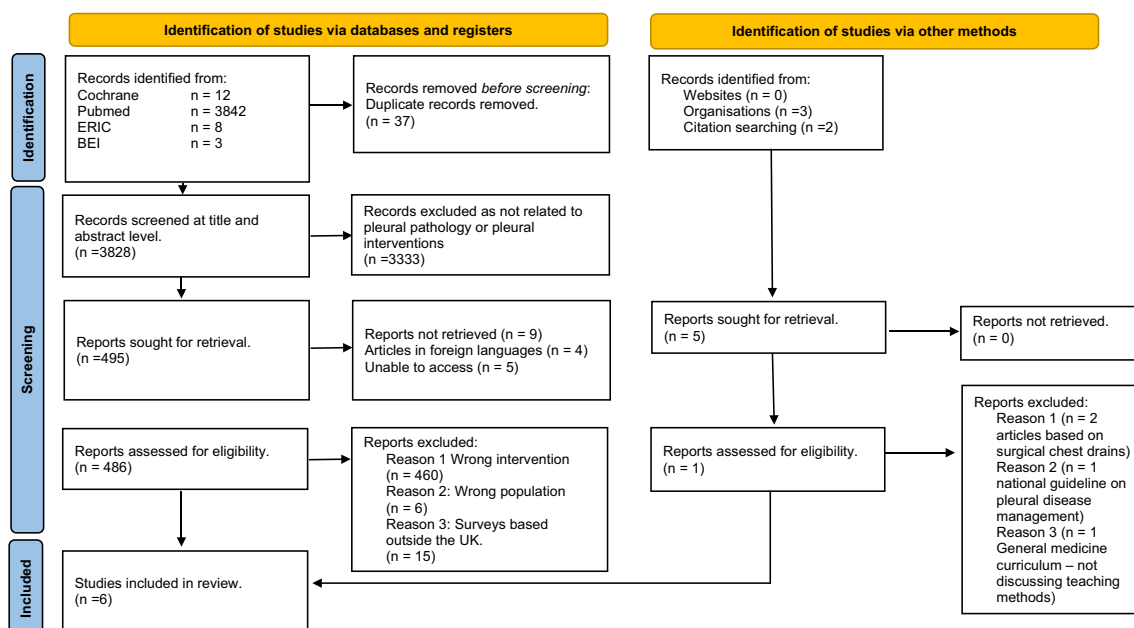 Identification of studies via databases and registers
Identification of studies via other methods
Identification
Records identified from:
Cochrane n = 12
Pubmed n = 3842
ERIC n = 8
BEI n = 3
Records removed before screening:
Duplicate records removed.
(n = 37)
Records identified from:
Websites (n = 0)
Organisations (n =3)
Citation searching (n =2)
Screening
Records screened at title and
abstract level.
(n =3828)
Records excluded as not related to
pleural pathology or pleural
interventions
n =3333)
Reports sought for retrieval.
(n =495)
Reports not retrieved (n = 9)
Articles in foreign languages (n = 4)
Unable to access (n = 5)
Reports sought for retrieval.
(n = 5)
Reports not retrieved.
(n = 0)
Reports assessed for eligibility.
(n = 486)
Reports excluded:
Reason 1 Wrong intervention
(n = 460)
Reason 2: Wrong population
(n = 6)
Reason 3: Surveys based
outside the UK.
(n = 15)
Reports assessed for eligibility.
(n = 1)
Reports excluded:
Reason 1 (n = 2
articles based on
surgical chest drains)
Reason 2 (n = 1
national guideline on
pleural disease
management)
Reason 3 (n = 1
General medicine
curriculum – not
discussing teaching
methods)
Included
Studies included in review.
(n =6)